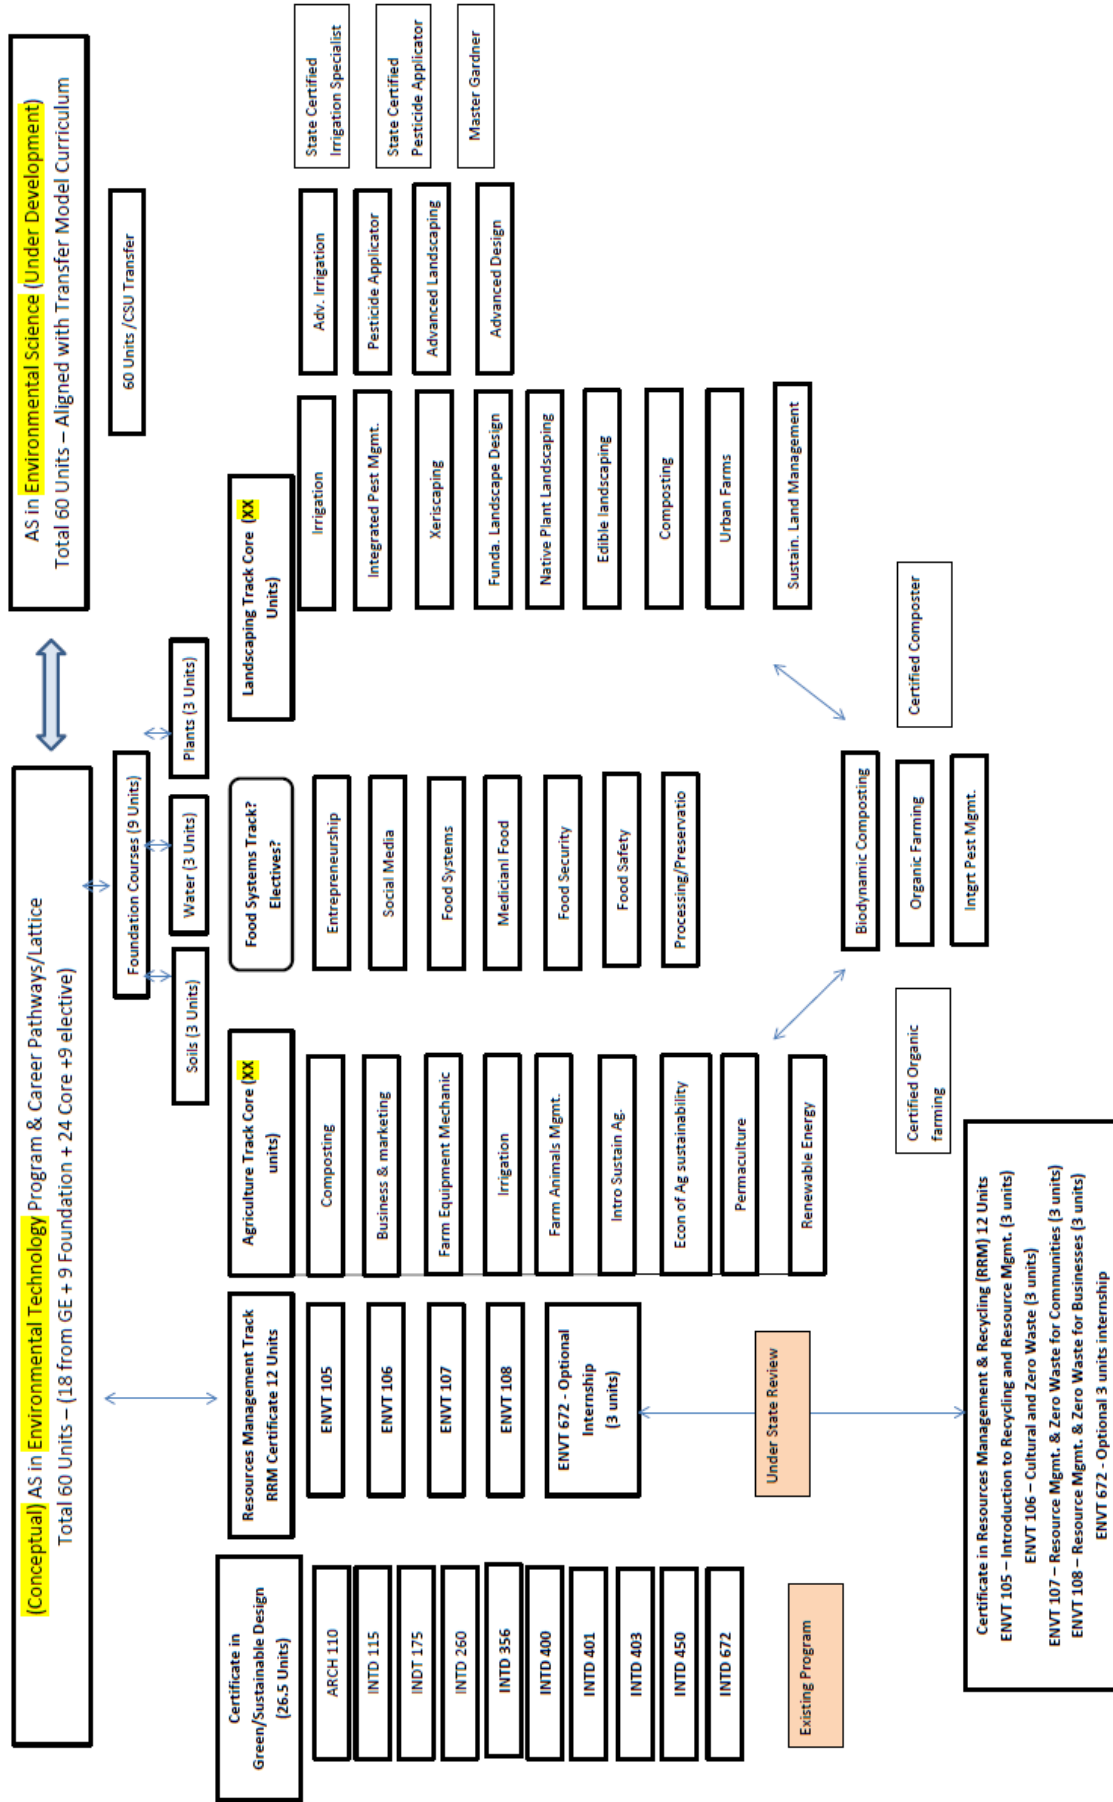 (Conceptual) AS in Environmental Technology Program & Career Pathways/Lattice
Total 60 Units – (18 from GE + 9 Foundation + 24 Core +9 elective)
AS in Environmental Science (Under Development)
Total 60 Units – Aligned with Transfer Model Curriculum
Foundation Courses (9 Units)
60 Units /CSU Transfer
Soils (3 Units)
Water (3 Units)
Plants (3 Units)
Certificate in
Green/Sustainable Design
(26.5 Units)
ARCH 110
INTD 115
INDT 175
INTD 260
INTD 356
INTD 400
INTD 401
INTD 403
INTD 450
INTD 672
Existing Program
Resources Management Track
RRM Certificate 12 Units
ENVT 105
ENVT 106
ENVT 107
ENVT 108
ENVT 672 - Optional
Internship
(3 units)
Under State Review
Agriculture Track Core (XX
units)
Composting
Business & marketing
Farm Equipment Mechanic
Irrigation
Farm Animals Mgmt.
Intro Sustain Ag.
Econ of Ag sustainability
Permaculture
Renewable Energy
Food Systems Track?
Electives?
Entrepreneurship
Social Media
Food Systems
Medicianl Food
Food Security
Food Safety
Processing/Preservatio
Landscaping Track Core (XX
Units)
Irrigation
Integrated Pest Mgmt.
Xeriscaping
Funda. Landscape Design
Native Plant Landscaping
Edible landscaping
Composting
Urban Farms
Sustain. Land Management
Adv. Irrigation
Pesticide Applicator
Advanced Landscaping
Advanced Design
State Certified
Irrigation Specialist
State Certified
Pesticide Applicator
Master Gardner
Biodynamic Composting
Organic Farming
Intgrt Pest Mgmt.
Certified Organic
farming
Certified Composter
Certificate in Resources Management & Recycling (RRM) 12 Units
ENVT 105 – Introduction to Recycling and Resource Mgmt. (3 units)
ENVT 106 – Cultural and Zero Waste (3 units)
ENVT 107 – Resource Mgmt. & Zero Waste for Communities (3 units)
ENVT 108 – Resource Mgmt. & Zero Waste for Businesses (3 units)
ENVT 672 - Optional 3 units internship